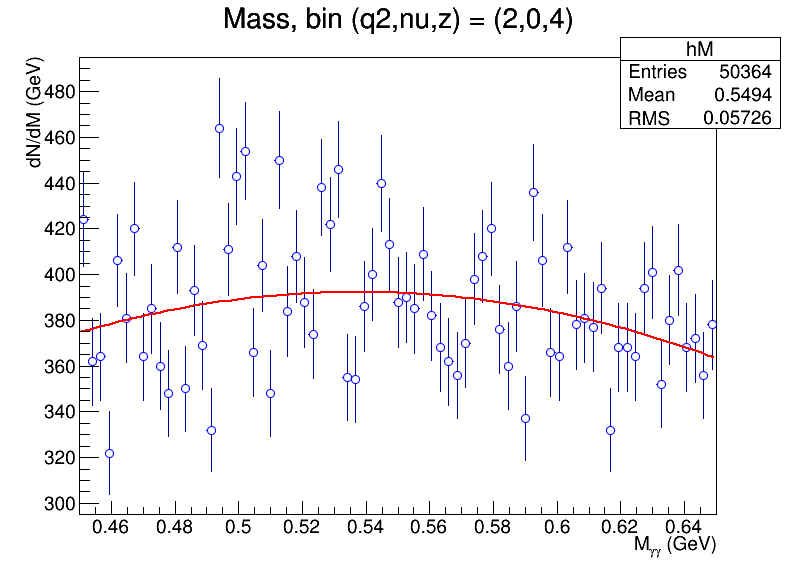 Mass, bin (q2,nu,z) = (2,0,4)
hM
Entries 50364
Mean 0.5494
RMS 0.05726
dN/dM (GeV)
480
460
440
420
400
380
360
340
320
300
0.46 0.48 0.5 0.52 0.54 0.56 0.58 0.6 0.62 0.64
Mγγ (GeV)